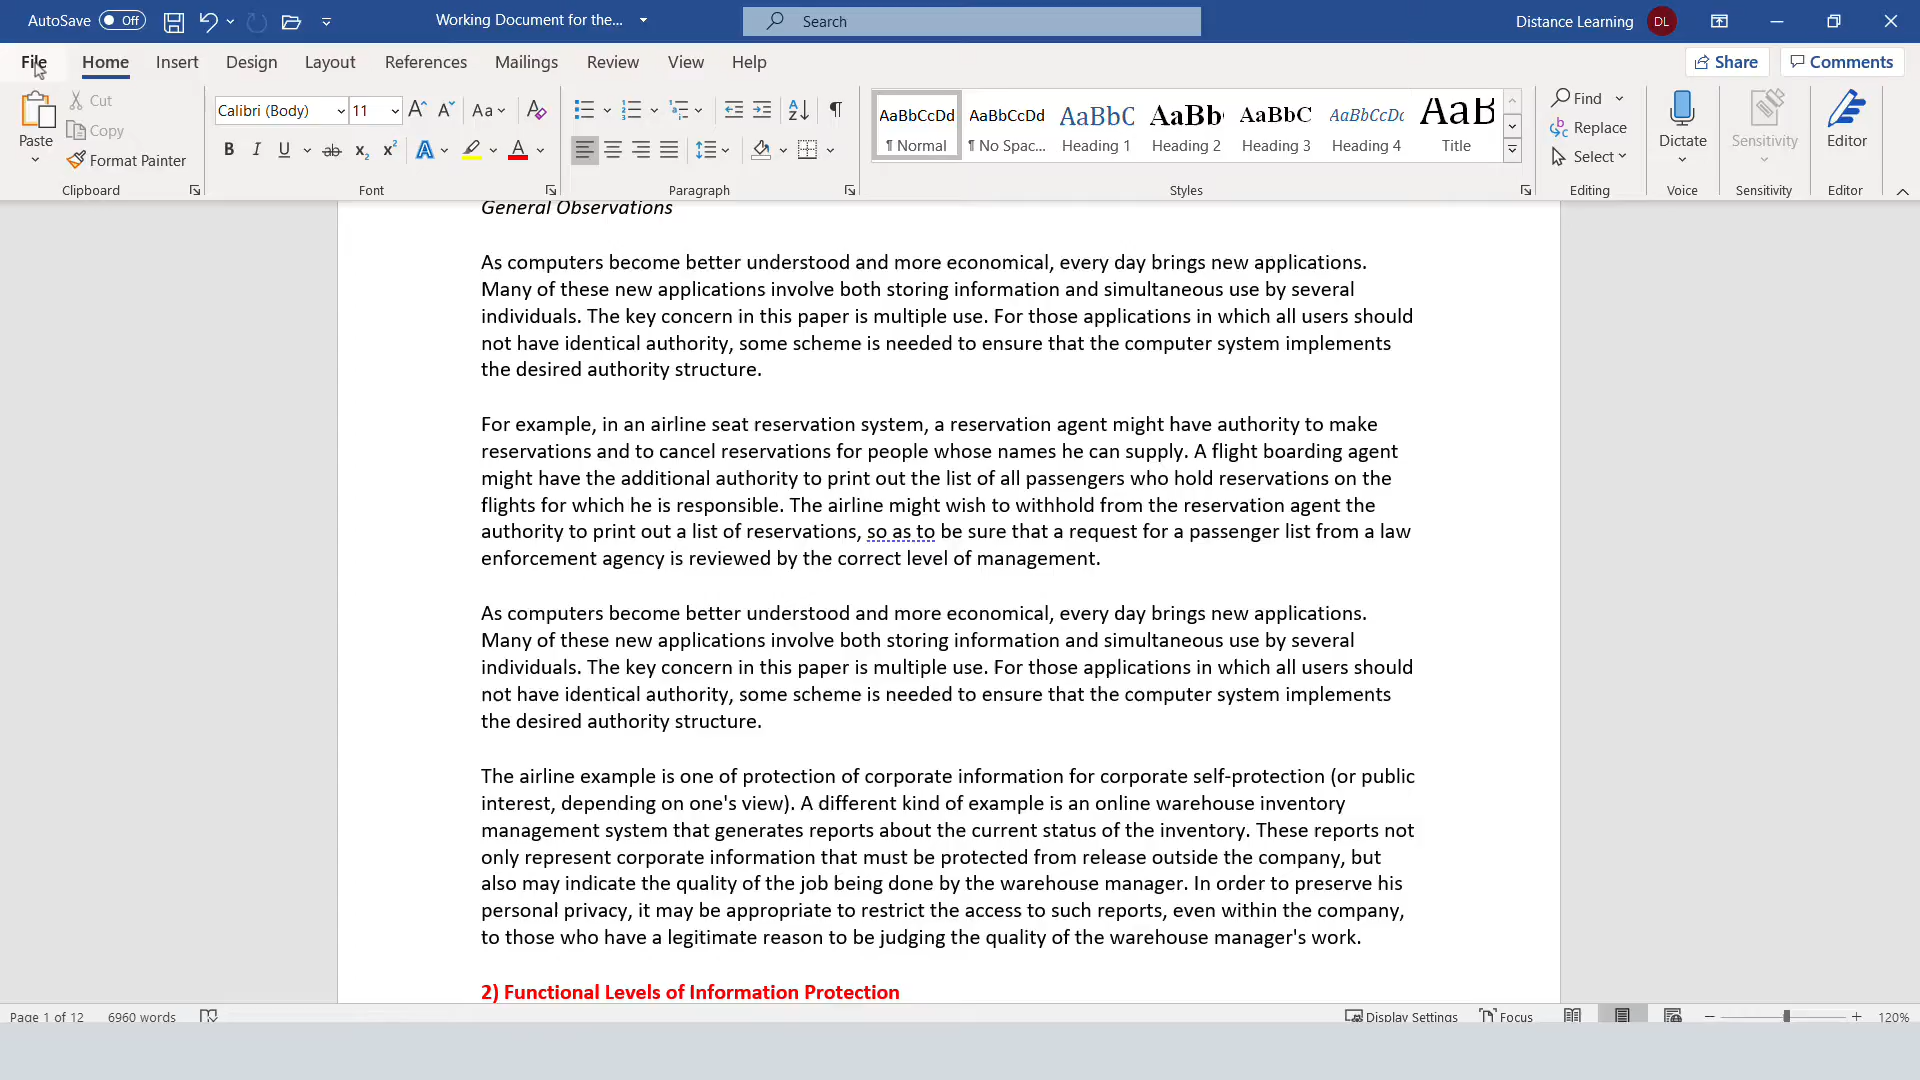 AutoSave Off Working Document for the... Search Distance Learning DL
File Home Insert Design Layout References Mailings Review View Help Share Comments
Paste Cut Copy Format Painter
Calibri (Body) 11
AaBbCcDd AaBbCcDd AaBbC AaBb AaBbC AaBbCcDc AaB
¶ Normal ¶ No Spac... Heading 1 Heading 2 Heading 3 Heading 4 Title
Find Replace Select Dictate Sensitivity Editor
Clipboard Font Paragraph Styles Editing Voice Sensitivity Editor
General Observations
As computers become better understood and more economical, every day brings new applications.
Many of these new applications involve both storing information and simultaneous use by several
individuals. The key concern in this paper is multiple use. For those applications in which all users should
not have identical authority, some scheme is needed to ensure that the computer system implements
the desired authority structure.
For example, in an airline seat reservation system, a reservation agent might have authority to make
reservations and to cancel reservations for people whose names he can supply. A flight boarding agent
might have the additional authority to print out the list of all passengers who hold reservations on the
flights for which he is responsible. The airline might wish to withhold from the reservation agent the
authority to print out a list of reservations, so as to be sure that a request for a passenger list from a law
enforcement agency is reviewed by the correct level of management.
As computers become better understood and more economical, every day brings new applications.
Many of these new applications involve both storing information and simultaneous use by several
individuals. The key concern in this paper is multiple use. For those applications in which all users should
not have identical authority, some scheme is needed to ensure that the computer system implements
the desired authority structure.
The airline example is one of protection of corporate information for corporate self-protection (or public
interest, depending on one's view). A different kind of example is an online warehouse inventory
management system that generates reports about the current status of the inventory. These reports not
only represent corporate information that must be protected from release outside the company, but
also may indicate the quality of the job being done by the warehouse manager. In order to preserve his
personal privacy, it may be appropriate to restrict the access to such reports, even within the company,
to those who have a legitimate reason to be judging the quality of the warehouse manager's work.
2) Functional Levels of Information Protection
Page 1 of 12 6960 words Display Settings Focus 120%